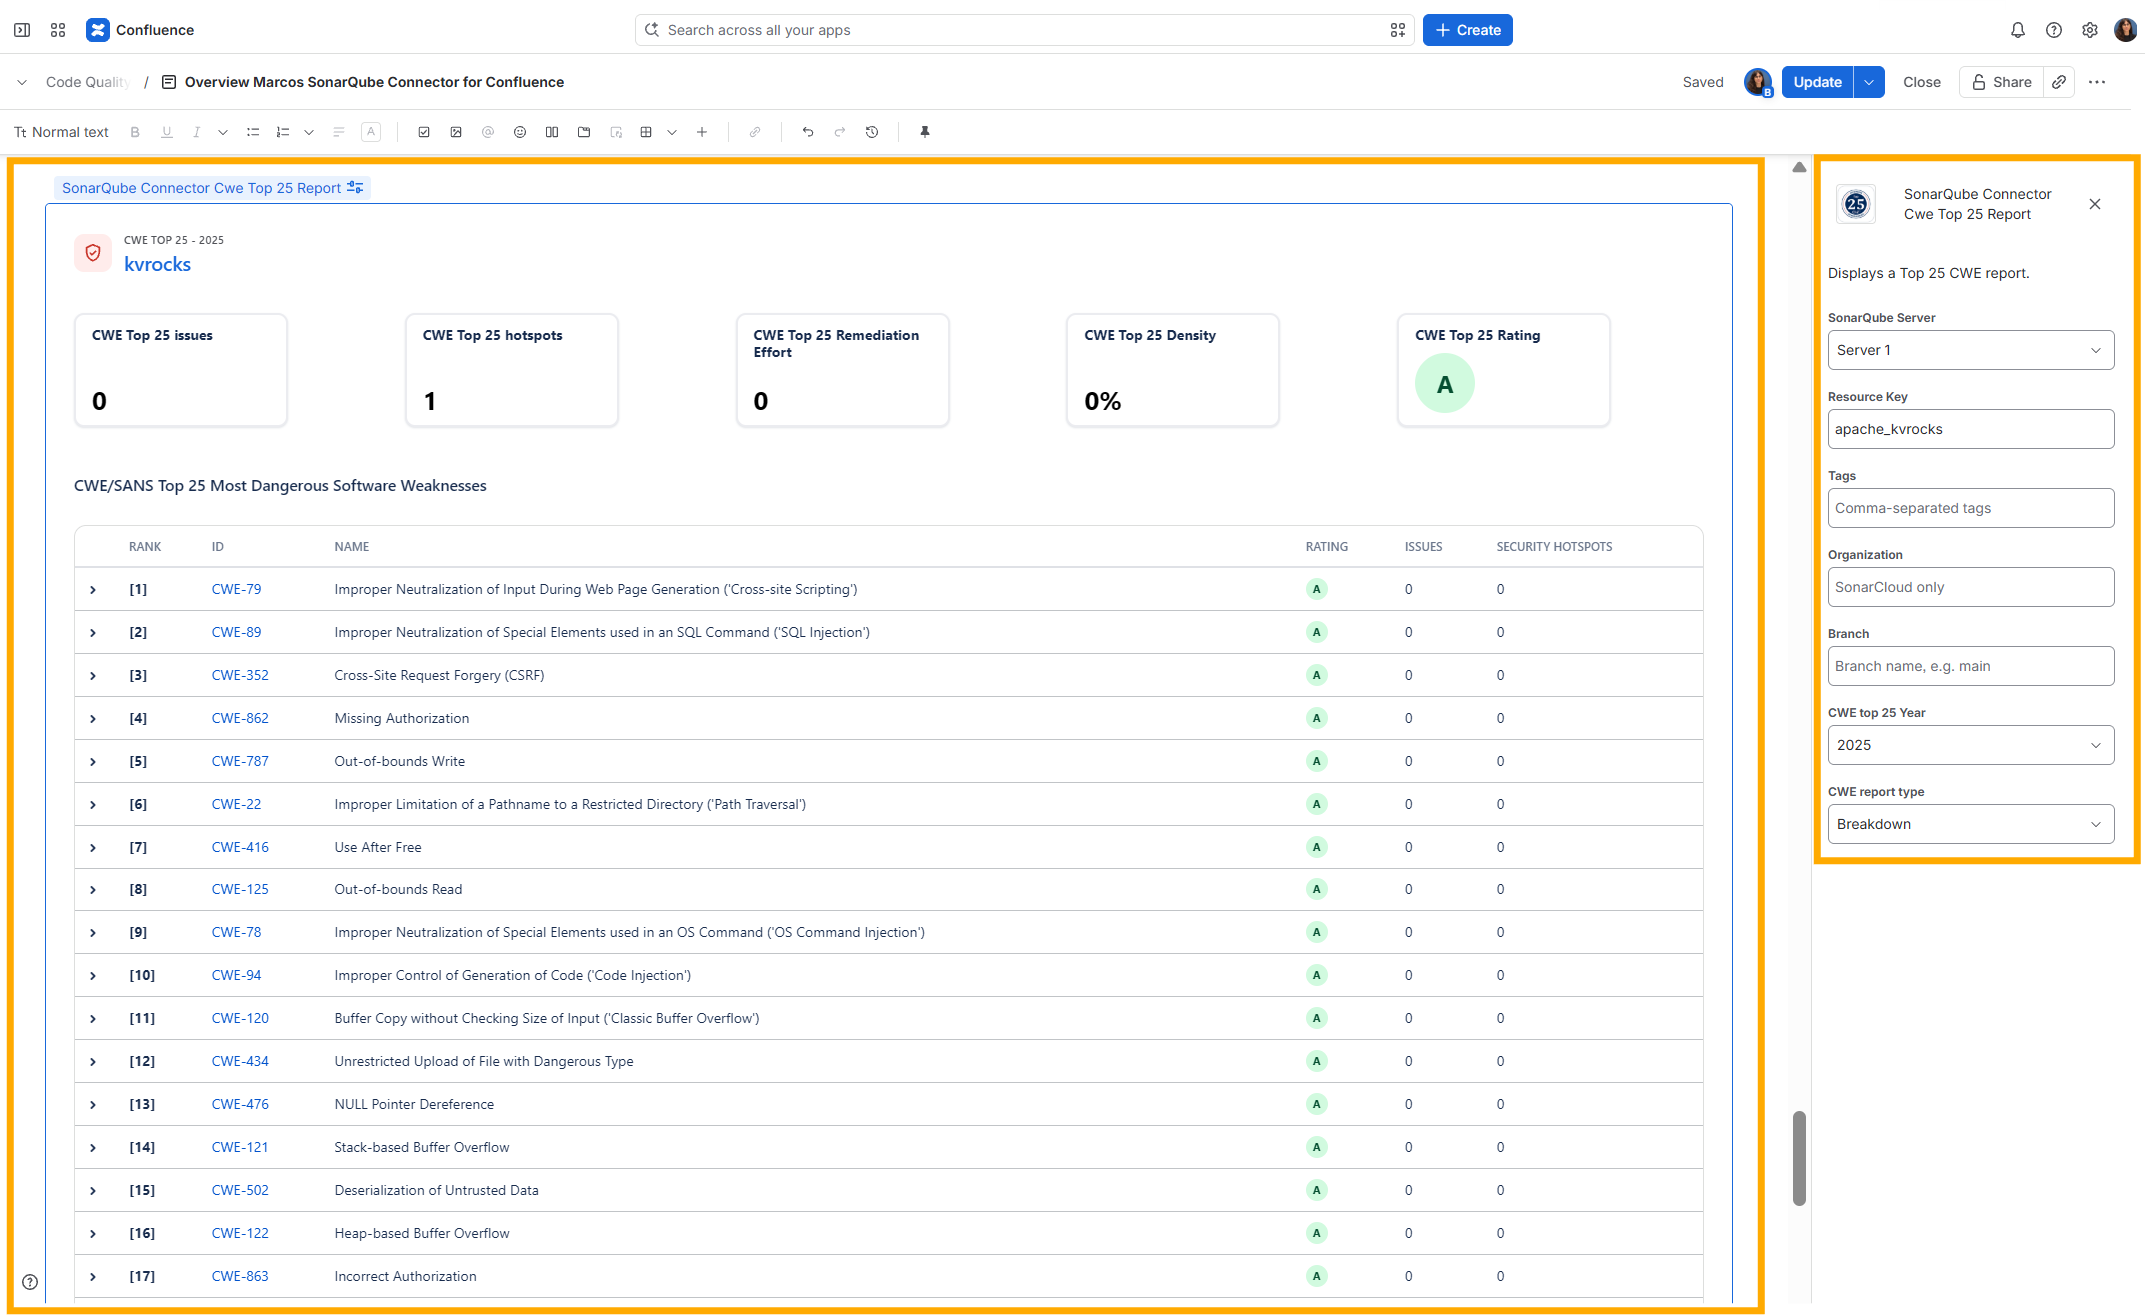 Confluence
Search across all your apps
Create
Code Quality / Overview Marcos SonarQube Connector for Confluence
Saved
B
Update
Close
Share
Tt Normal text
B U I
A
SonarQube Connector Cwe Top 25 Report
CWE TOP 25 - 2025
kvrocks
CWE Top 25 issues
0
CWE Top 25 hotspots
1
CWE Top 25 Remediation
Effort
0
CWE Top 25 Density
0%
CWE Top 25 Rating
A
CWE/SANS Top 25 Most Dangerous Software Weaknesses
RANK ID NAME RATING ISSUES SECURITY HOTSPOTS
[1] CWE-79 Improper Neutralization of Input During Web Page Generation ('Cross-site Scripting') A 0 0
[2] CWE-89 Improper Neutralization of Special Elements used in an SQL Command ('SQL Injection') A 0 0
[3] CWE-352 Cross-Site Request Forgery (CSRF) A 0 0
[4] CWE-862 Missing Authorization A 0 0
[5] CWE-787 Out-of-bounds Write A 0 0
[6] CWE-22 Improper Limitation of a Pathname to a Restricted Directory ('Path Traversal') A 0 0
[7] CWE-416 Use After Free A 0 0
[8] CWE-125 Out-of-bounds Read A 0 0
[9] CWE-78 Improper Neutralization of Special Elements used in an OS Command ('OS Command Injection') A 0 0
[10] CWE-94 Improper Control of Generation of Code ('Code Injection') A 0 0
[11] CWE-120 Buffer Copy without Checking Size of Input ('Classic Buffer Overflow') A 0 0
[12] CWE-434 Unrestricted Upload of File with Dangerous Type A 0 0
[13] CWE-476 NULL Pointer Dereference A 0 0
[14] CWE-121 Stack-based Buffer Overflow A 0 0
[15] CWE-502 Deserialization of Untrusted Data A 0 0
[16] CWE-122 Heap-based Buffer Overflow A 0 0
[17] CWE-863 Incorrect Authorization A 0 0
25
SonarQube Connector
Cwe Top 25 Report
Displays a Top 25 CWE report.
SonarQube Server
Server 1
Resource Key
apache_kvrocks
Tags
Comma-separated tags
Organization
SonarCloud only
Branch
Branch name, e.g. main
CWE top 25 Year
2025
CWE report type
Breakdown